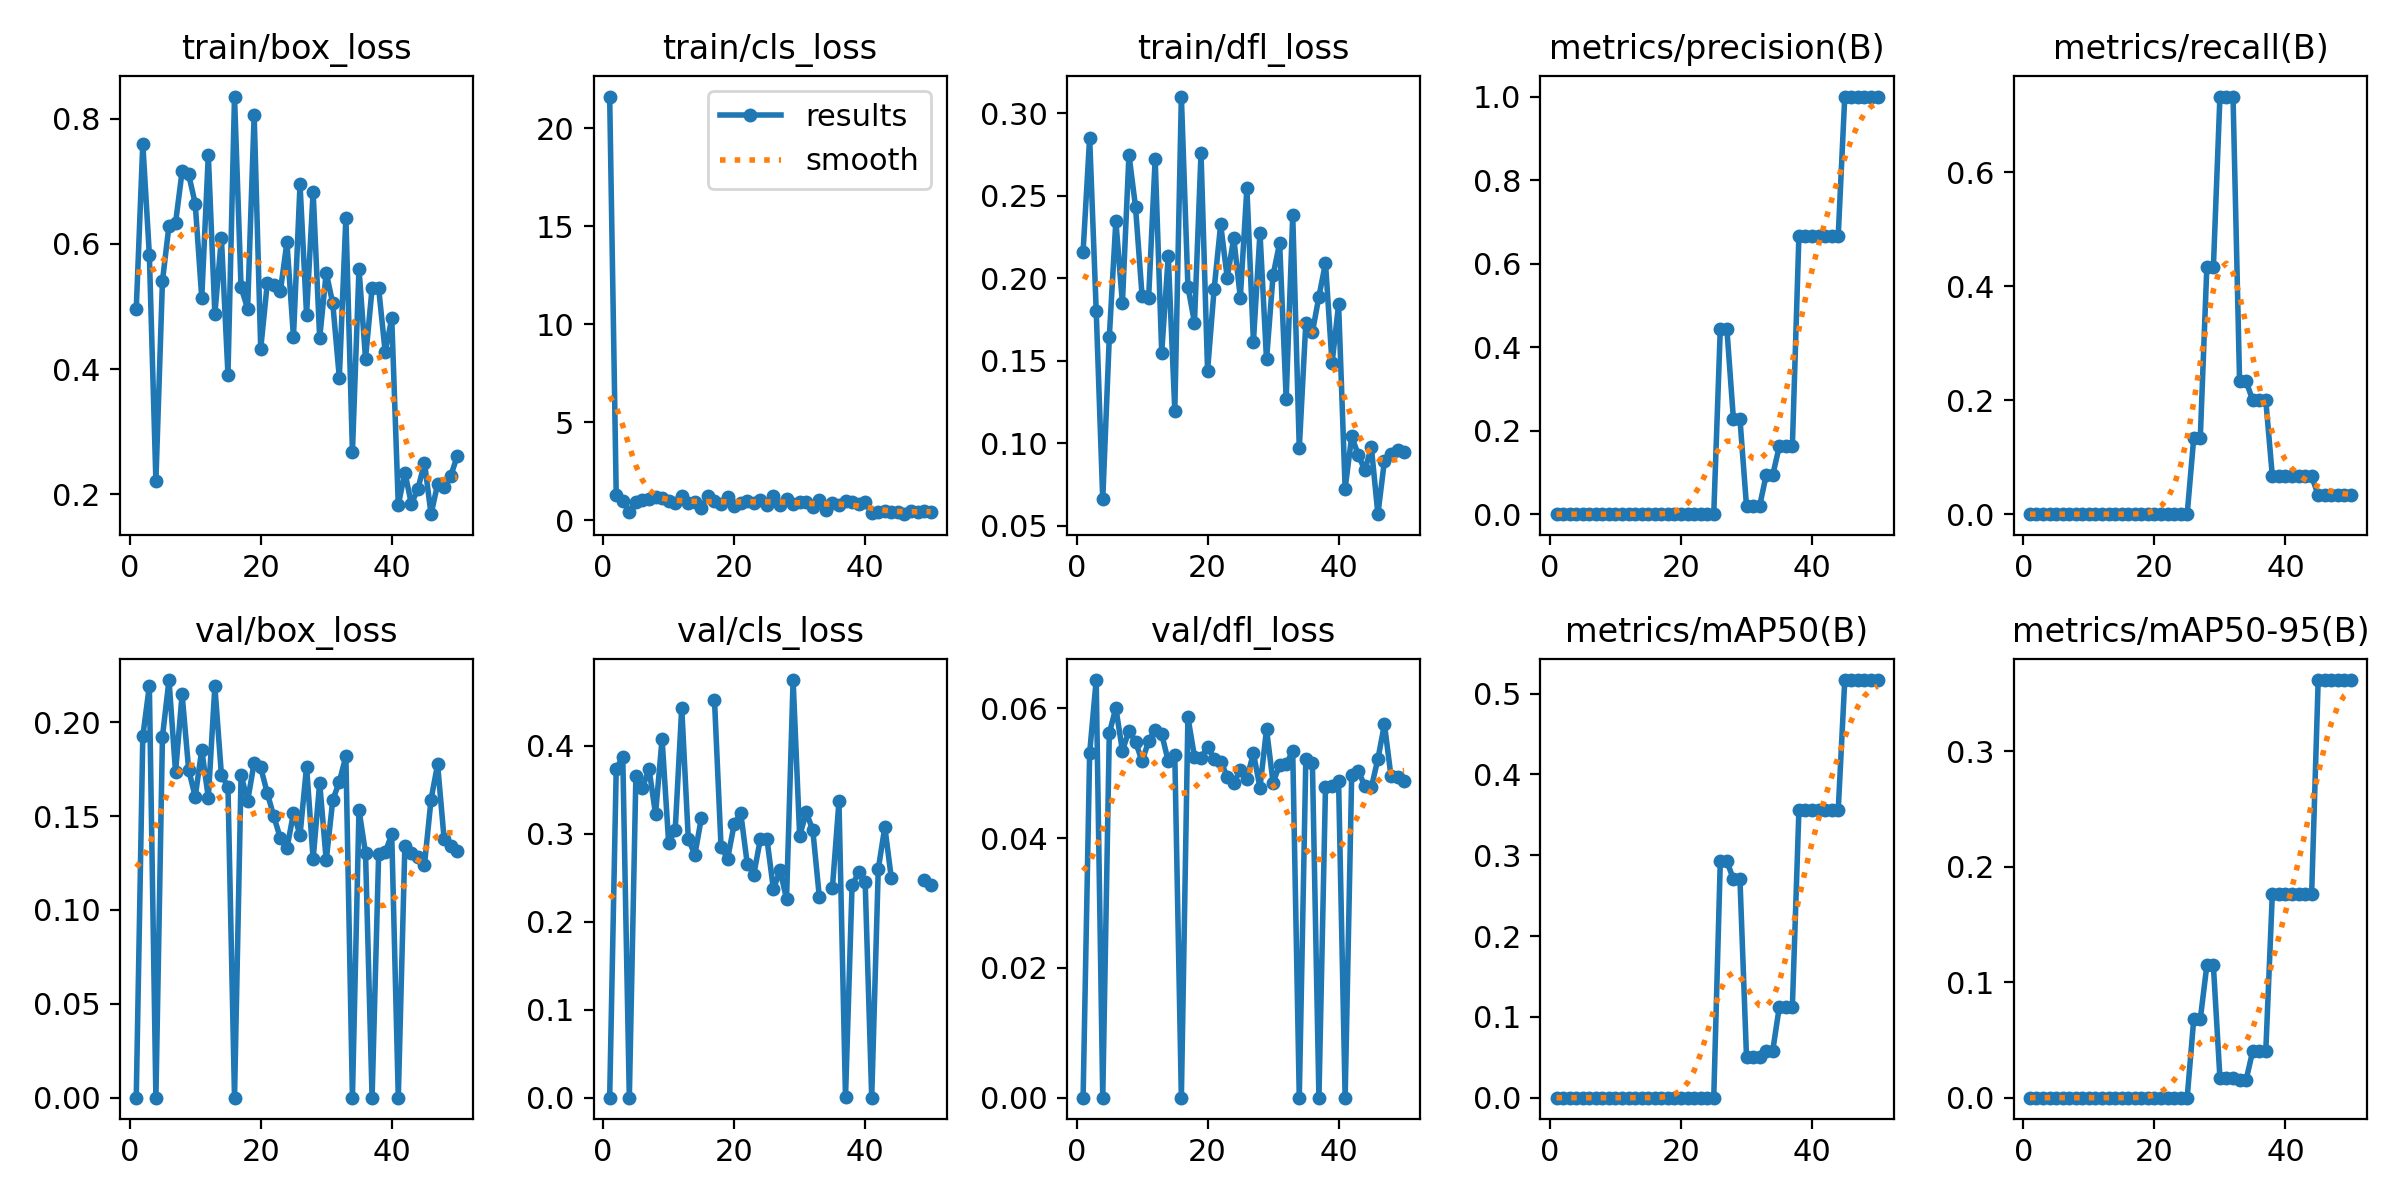 train/box_loss
0.8
0.6
0.4
0.2
0 20 40
train/cls_loss
results
smooth
20
15
10
5
0
0 20 40
train/dfl_loss
0.30
0.25
0.20
0.15
0.10
0.05
0 20 40
metrics/precision(B)
1.0
0.8
0.6
0.4
0.2
0.0
0 20 40
metrics/recall(B)
0.6
0.4
0.2
0.0
0 20 40
val/box_loss
0.20
0.15
0.10
0.05
0.00
0 20 40
val/cls_loss
0.4
0.3
0.2
0.1
0.0
0 20 40
val/dfl_loss
0.06
0.04
0.02
0.00
0 20 40
metrics/mAP50(B)
0.5
0.4
0.3
0.2
0.1
0.0
0 20 40
metrics/mAP50-95(B)
0.3
0.2
0.1
0.0
0 20 40